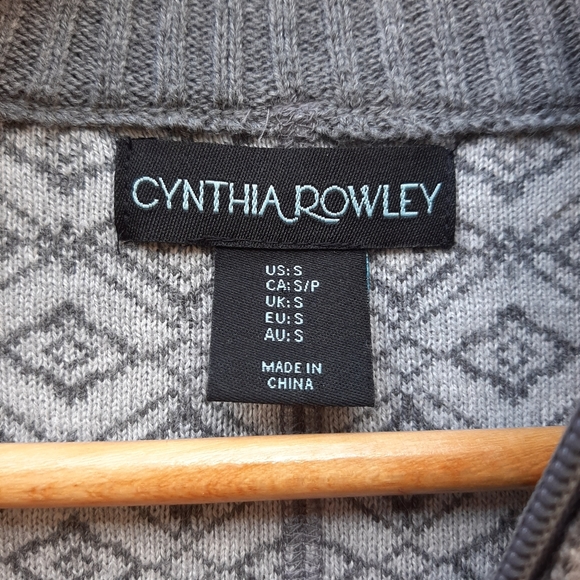 CYNTHIA ROWLEY
US: S
CA: S/P
UK: S
EU: S
AU: S
MADE IN
CHINA